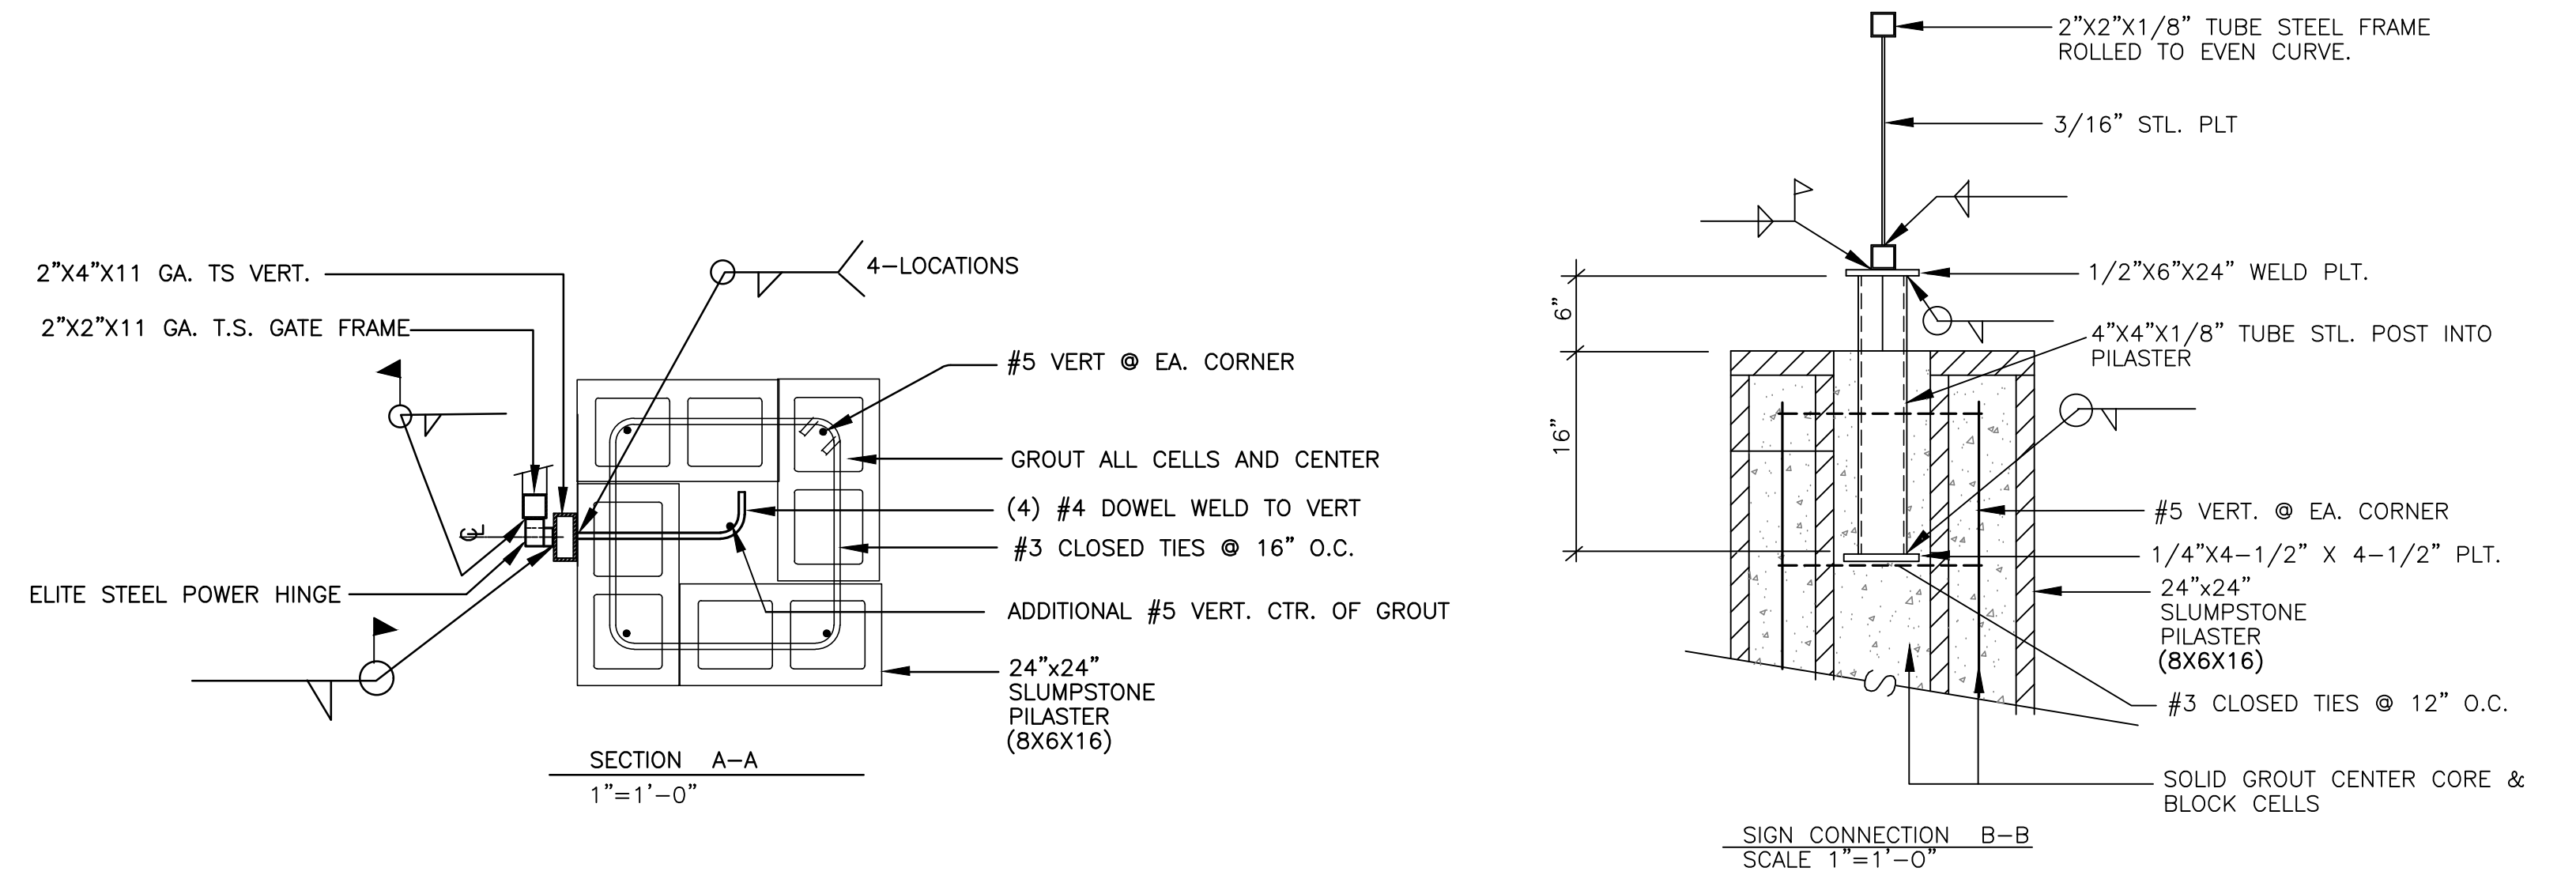 2"X4"X11 GA. TS VERT.
2"X2"X11 GA. T.S. GATE FRAME
4-LOCATIONS
#5 VERT @ EA. CORNER
GROUT ALL CELLS AND CENTER
(4) #4 DOWEL WELD TO VERT
#3 CLOSED TIES @ 16" O.C.
CL
ELITE STEEL POWER HINGE
ADDITIONAL #5 VERT. CTR. OF GROUT
24"x24"
SLUMPSTONE
PILASTER
(8X6X16)
SECTION A-A
1"=1'-0"
2"X2"X1/8" TUBE STEEL FRAME
ROLLED TO EVEN CURVE.
3/16" STL. PLT
1/2"X6"X24" WELD PLT.
6"
4"X4"X1/8" TUBE STL. POST INTO
PILASTER
16"
#5 VERT. @ EA. CORNER
1/4"X4-1/2" X 4-1/2" PLT.
24"x24"
SLUMPSTONE
PILASTER
(8X6X16)
#3 CLOSED TIES @ 12" O.C.
SOLID GROUT CENTER CORE &
BLOCK CELLS
SIGN CONNECTION B-B
SCALE 1"=1'-0"